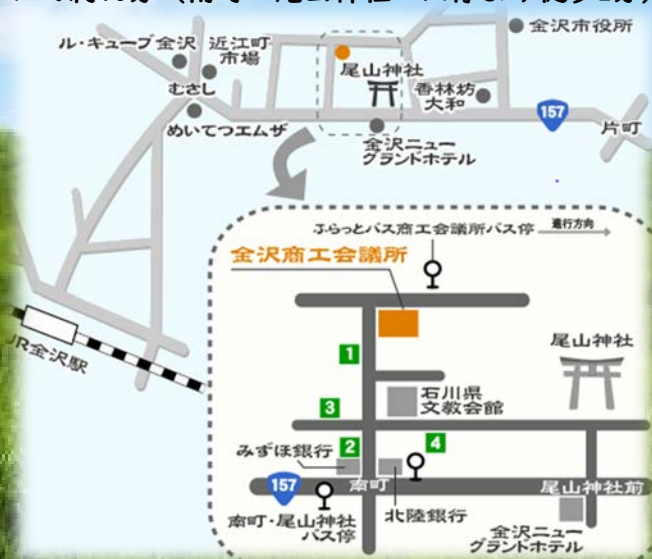 金沢市役所
ル・キューブ金沢
近江町
市場
尾山神社
むさし
香林坊
大和
めいてつエムザ
157
片町
金沢ニュー
グランドホテル
JR金沢駅
ふらっとバス商工会議所バス停
進行方向
金沢商工会議所
尾山神社
1
石川県
文教会館
3
みずほ銀行
2
4
157
南町
尾山神社前
南町・尾山神社
バス停
北陸銀行
金沢ニュー
グランドホテル